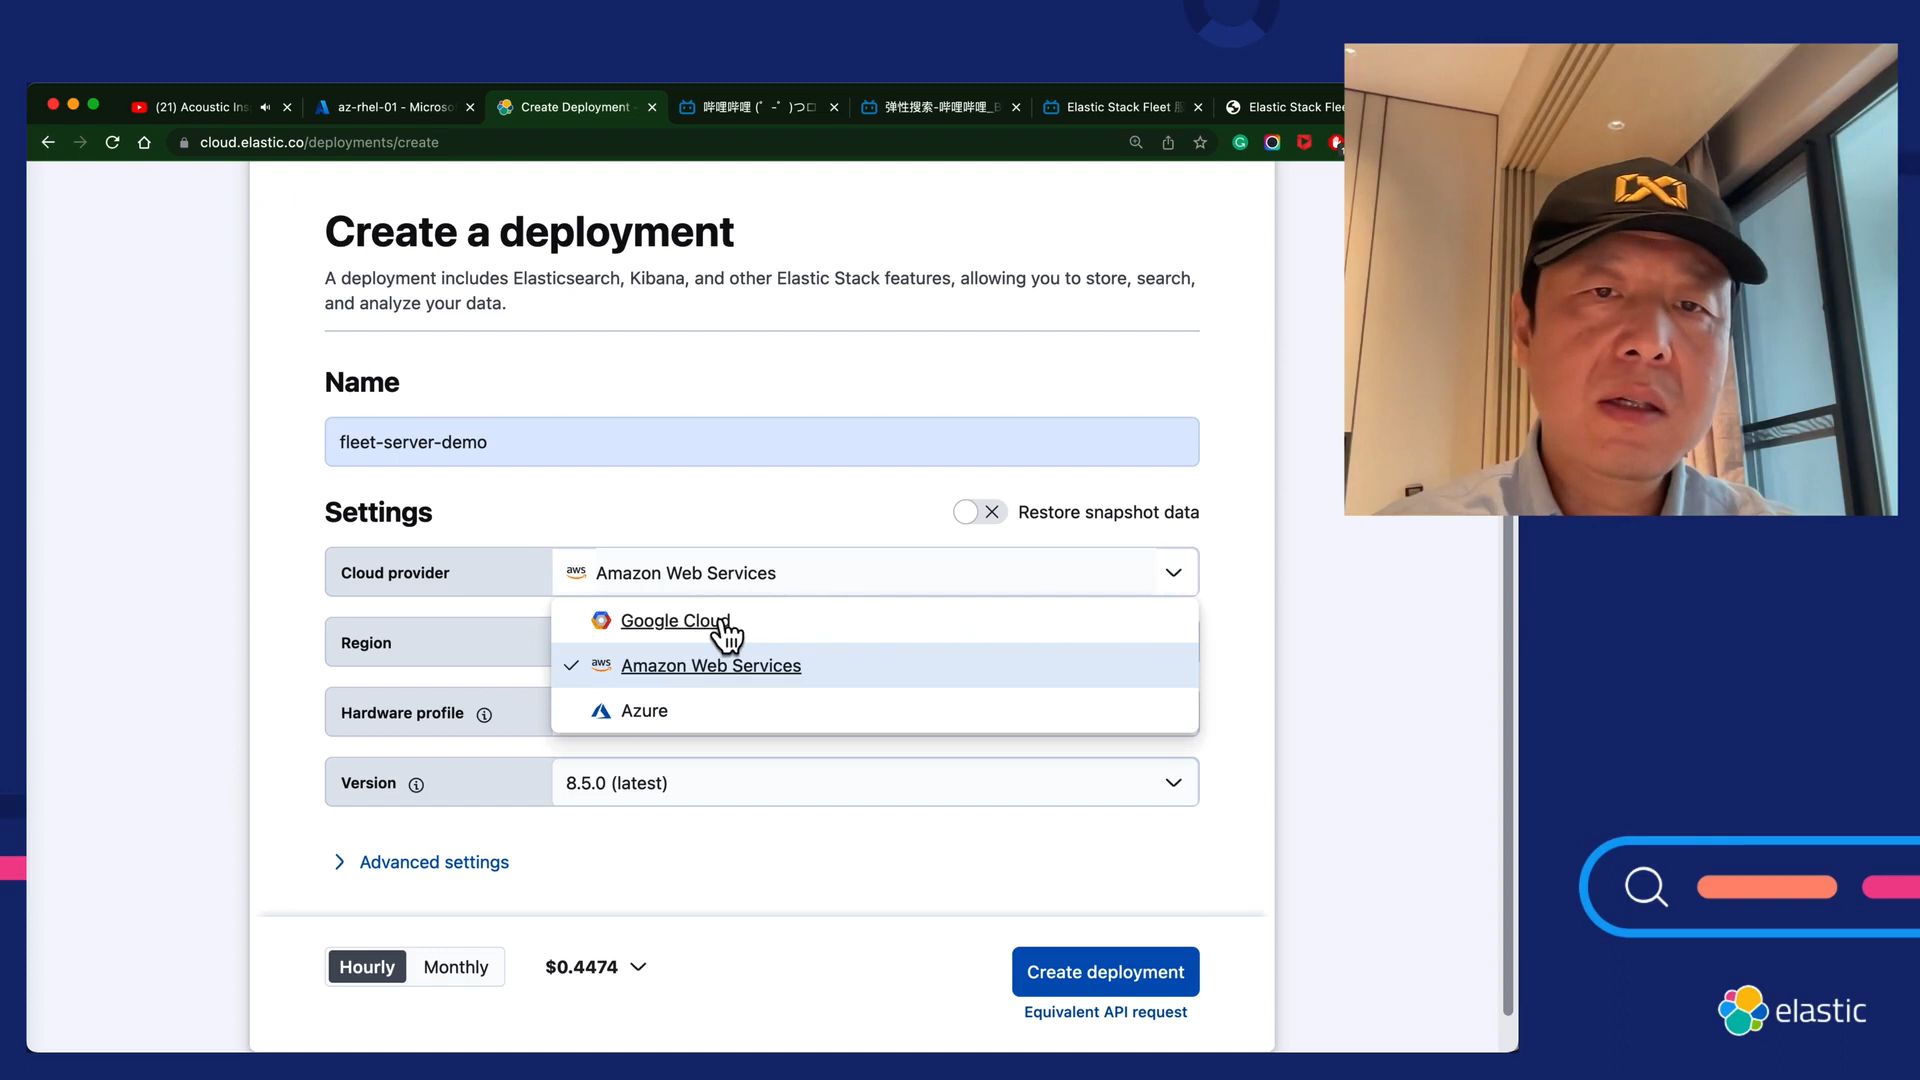 (21) Acoustic Ins
az-rhel-01 - Microso
Create Deployment -
哔哩哔哩 (゜-゜)つロ
弹性搜索-哔哩哔哩_B
Elastic Stack Fleet 服
Elastic Stack Flee
cloud.elastic.co/deployments/create
Create a deployment
A deployment includes Elasticsearch, Kibana, and other Elastic Stack features, allowing you to store, search,
and analyze your data.
Name
fleet-server-demo
Settings
Restore snapshot data
Cloud provider
aws Amazon Web Services
Google Cloud
Region
aws Amazon Web Services
Hardware profile
Azure
Version
8.5.0 (latest)
Advanced settings
Hourly
Monthly
$0.4474
Create deployment
Equivalent API request
elastic